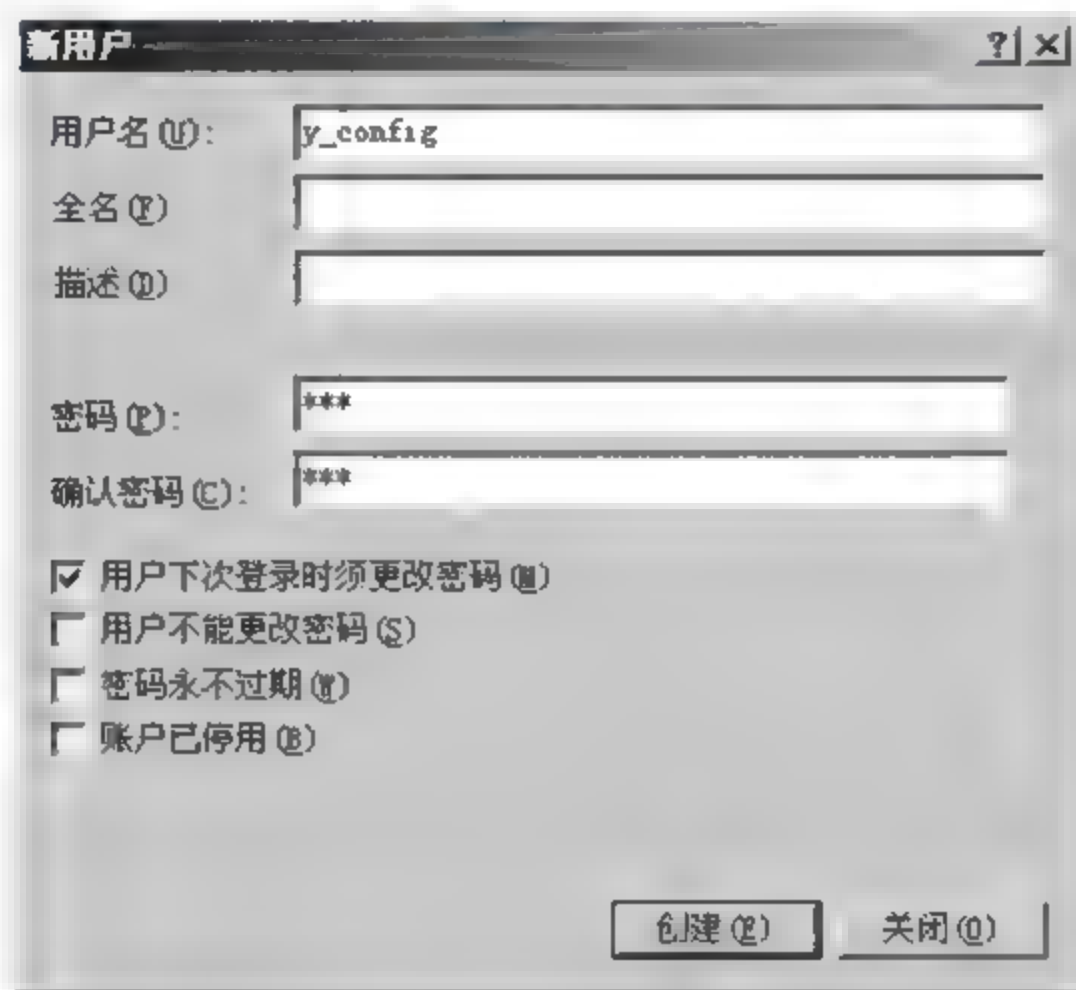 新用户
用户名(U): y_config
全名(F)
描述(D)
密码(P): ***
确认密码(C): ***
用户下次登录时须更改密码(M)
用户不能更改密码(S)
密码永不过期(W)
账户已停用(B)
创建(E) 关闭(O)